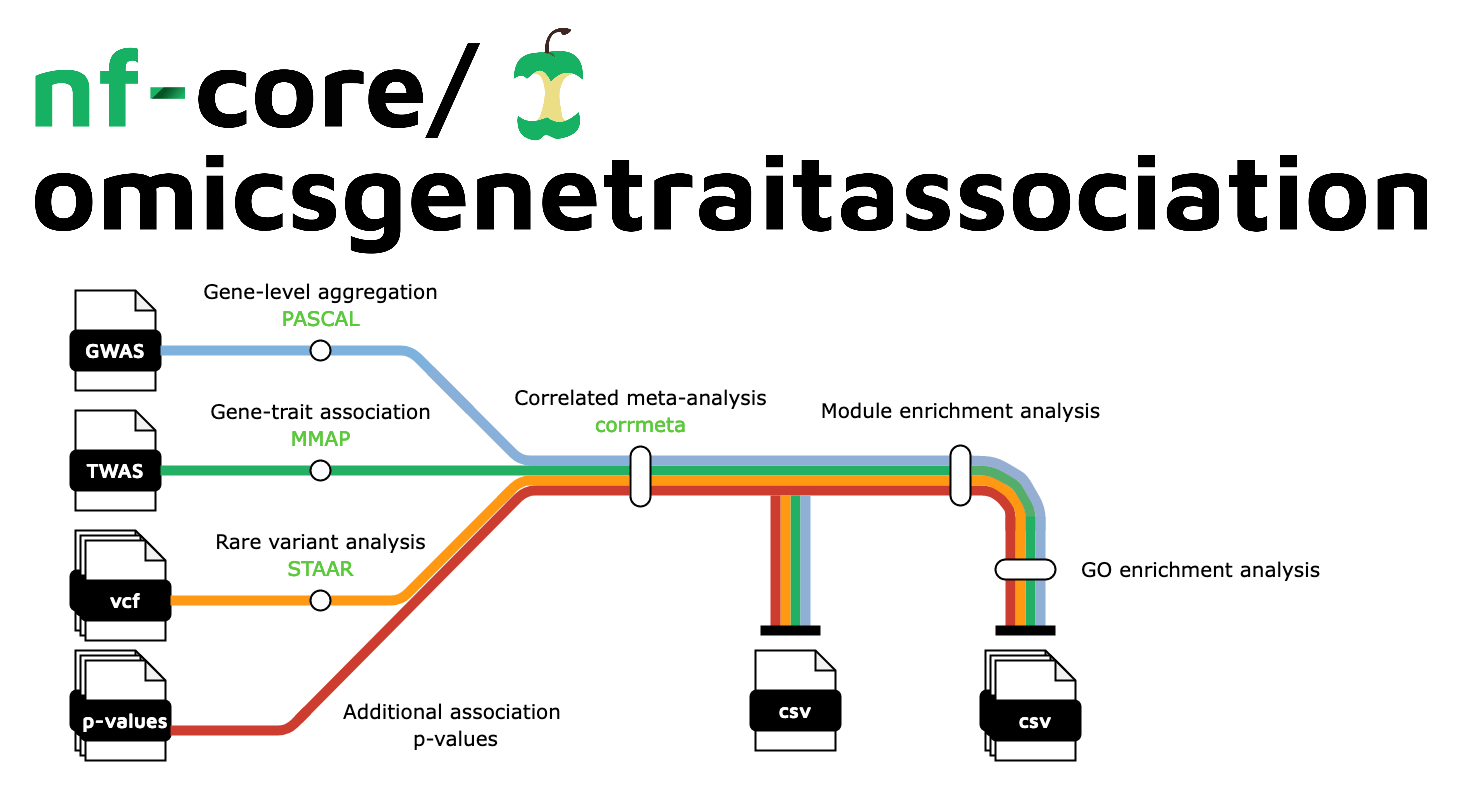 nf-core/
omicsgenetraitassociation
Gene-level aggregation
PASCAL
GWAS
Gene-trait association
MMAP
TWAS
Correlated meta-analysis
corrmeta
Module enrichment analysis
Rare variant analysis
STAAR
vcf
GO enrichment analysis
p-values
Additional association
p-values
csv
csv